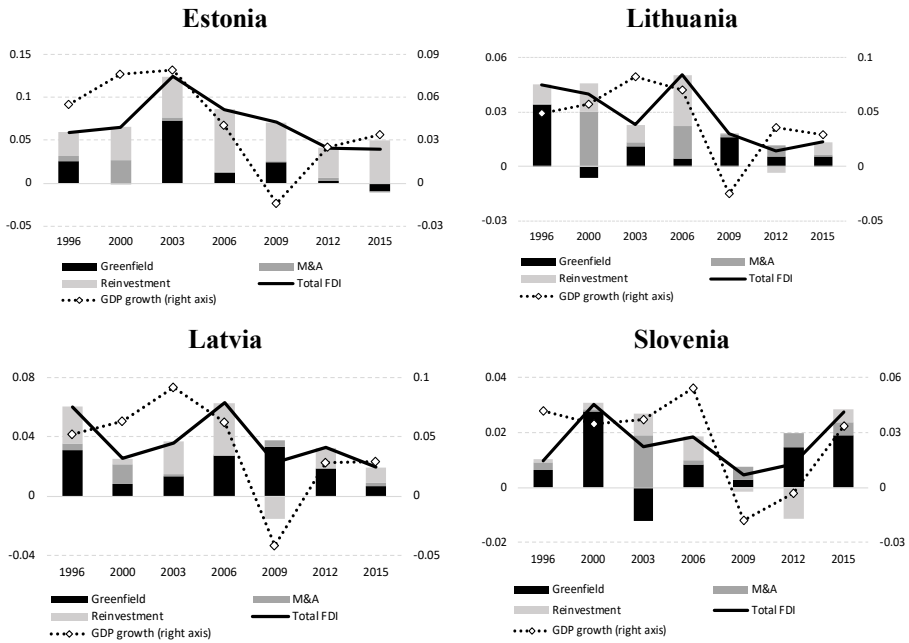 Estonia
0.15
0.1
0.05
0
-0.05
0.09
0.06
0.03
0
-0.03
1996 2000 2003 2006 2009 2012 2015
Greenfield M&A
Reinvestment Total FDI
GDP growth (right axis)
Lithuania
0.06
0.03
0
-0.03
0.1
0.05
0
-0.05
1996 2000 2003 2006 2009 2012 2015
Greenfield M&A
Reinvestment Total FDI
GDP growth (right axis)
Latvia
0.08
0.04
0
-0.04
0.1
0.05
0
-0.05
1996 2000 2003 2006 2009 2012 2015
Greenfield M&A
Reinvestment Total FDI
GDP growth (right axis)
Slovenia
0.04
0.02
0
-0.02
0.06
0.03
0
-0.03
1996 2000 2003 2006 2009 2012 2015
Greenfield M&A
Reinvestment Total FDI
GDP growth (right axis)